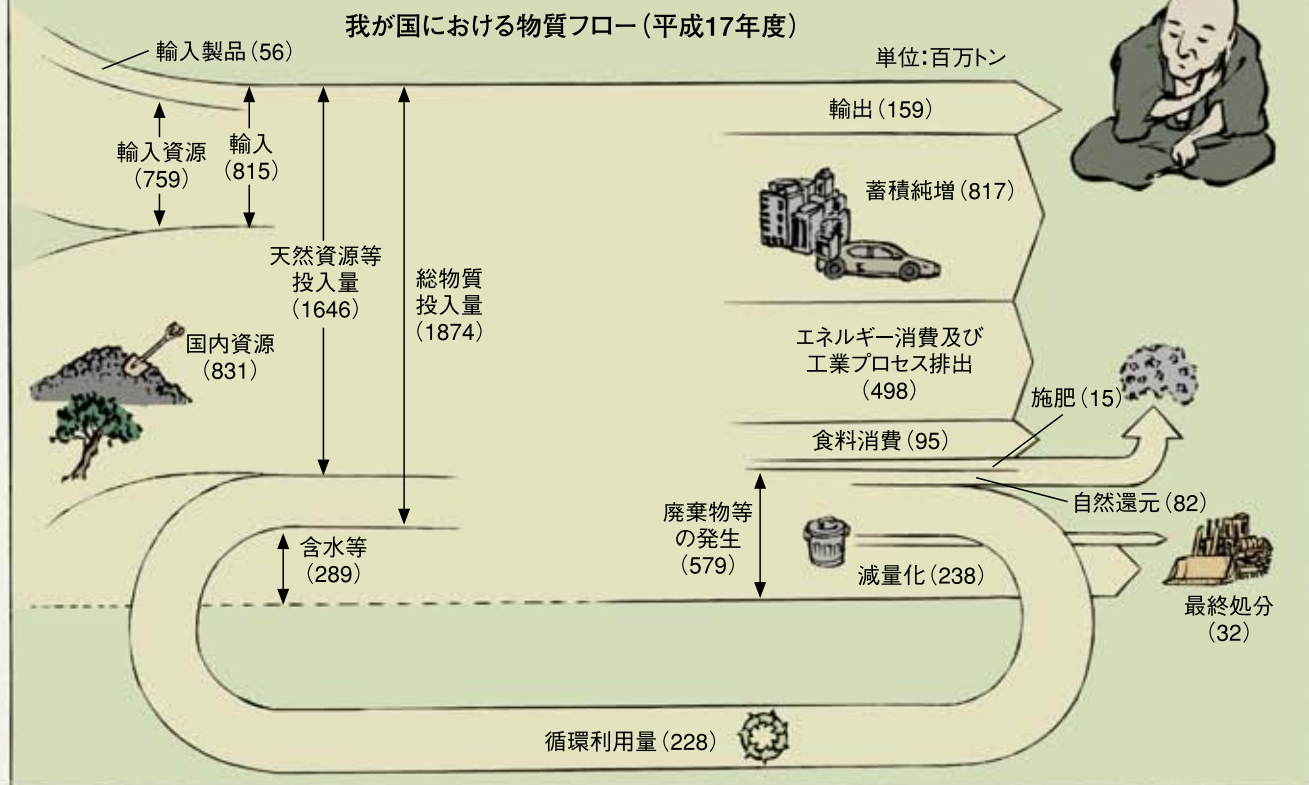 我が国における物質フロー（平成17年度）
単位：百万トン
輸入製品（56）
輸入資源
（759）
輸入
（815）
天然資源等
投入量
（1646）
総物質
投入量
（1874）
国内資源
（831）
含水等
（289）
輸出（159）
蓄積純増（817）
エネルギー消費及び
工業プロセス排出
（498）
食料消費（95）
施肥（15）
自然還元（82）
廃棄物等
の発生
（579）
減量化（238）
最終処分
（32）
循環利用量（228）